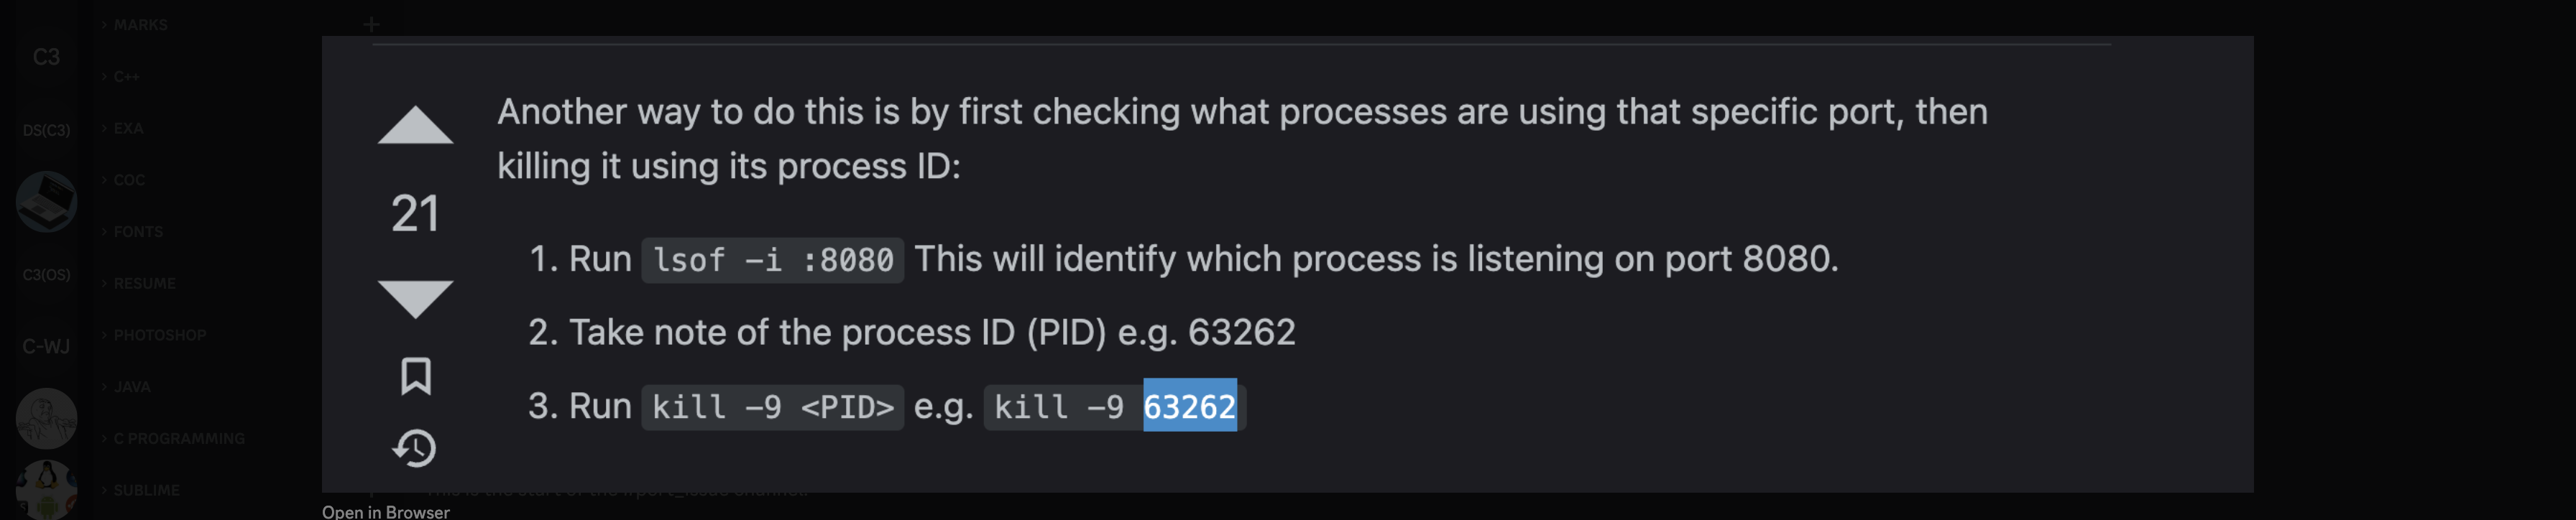 MARKS
C3
C++
DS(C3)
EXA
COC
FONTS
C3(OS)
RESUME
PHOTOSHOP
C-WJ
JAVA
C PROGRAMMING
SUBLIME
Another way to do this is by first checking what processes are using that specific port, then
killing it using its process ID:
21
1. Run lsof -i :8080 This will identify which process is listening on port 8080.
2. Take note of the process ID (PID) e.g. 63262
3. Run kill -9 <PID> e.g. kill -9 63262
Open in Browser